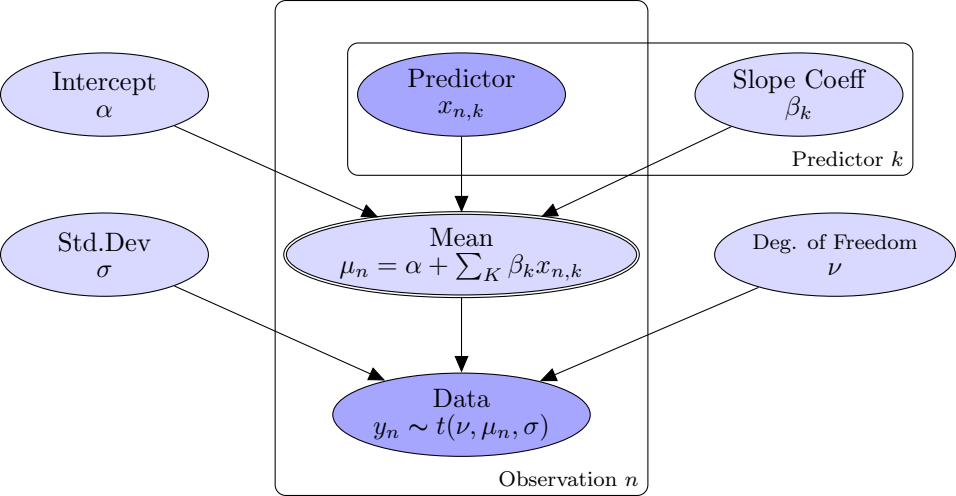 Intercept
α
Predictor
x_{n,k}
Slope Coeff
β_k
Predictor k
Std.Dev
σ
Mean
μ_n = α + ∑_K β_k x_{n,k}
Deg. of Freedom
ν
Data
y_n ∼ t(ν, μ_n, σ)
Observation n